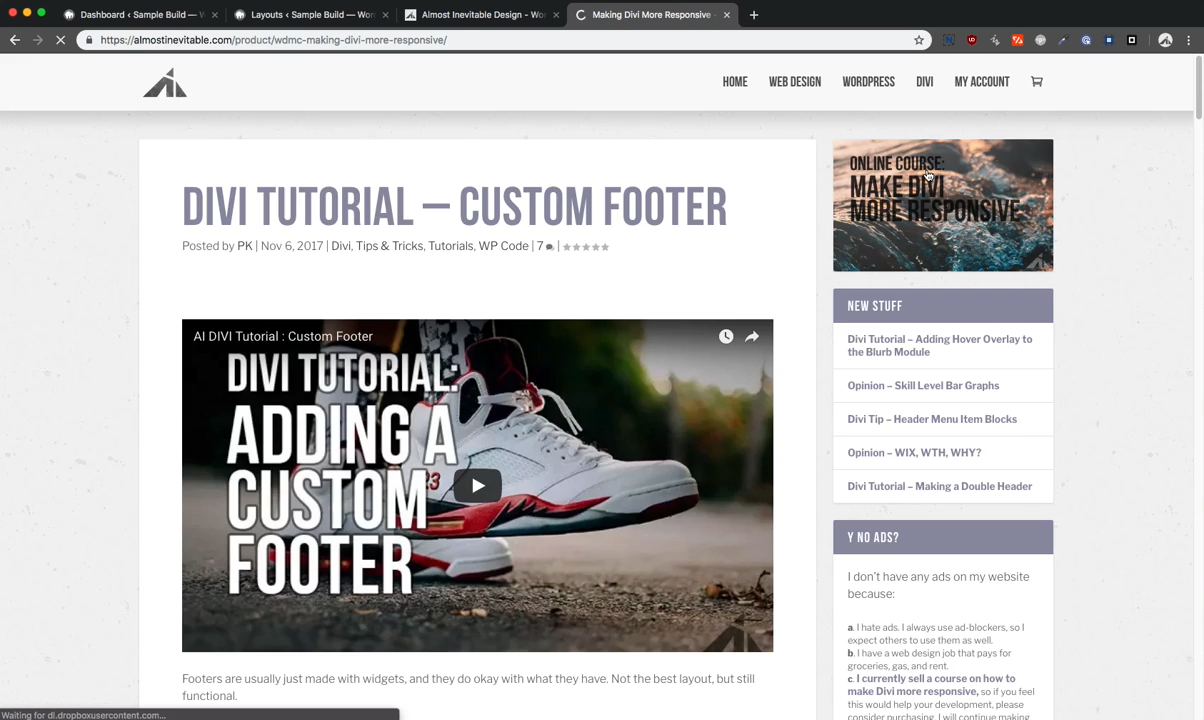 Dashboard ‹ Sample Build — W
Layouts ‹ Sample Build — Wor
Almost Inevitable Design - Wo
Making Divi More Responsive -
https://almostinevitable.com/product/wdmc-making-divi-more-responsive/
HOME
WEB DESIGN
WORDPRESS
DIVI
MY ACCOUNT
DIVI TUTORIAL – CUSTOM FOOTER
Posted by PK | Nov 6, 2017 | Divi, Tips & Tricks, Tutorials, WP Code | 7 |
AI DIVI Tutorial : Custom Footer
DIVI TUTORIAL:
ADDING A
CUSTOM
FOOTER
23
Footers are usually just made with widgets, and they do okay with what they have. Not the best layout, but still
functional.
ONLINE COURSE:
MAKE DIVI
MORE RESPONSIVE
NEW STUFF
Divi Tutorial – Adding Hover Overlay to
the Blurb Module
Opinion – Skill Level Bar Graphs
Divi Tip – Header Menu Item Blocks
Opinion – WIX, WTH, WHY?
Divi Tutorial – Making a Double Header
Y NO ADS?
I don't have any ads on my website
because:
a. I hate ads. I always use ad-blockers, so I
expect others to use them as well.
b. I have a web design job that pays for
groceries, gas, and rent.
c. I currently sell a course on how to
make Divi more responsive, so if you feel
this would help your development, please
consider purchasing. I will continue making
Waiting for dl.dropboxusercontent.com...